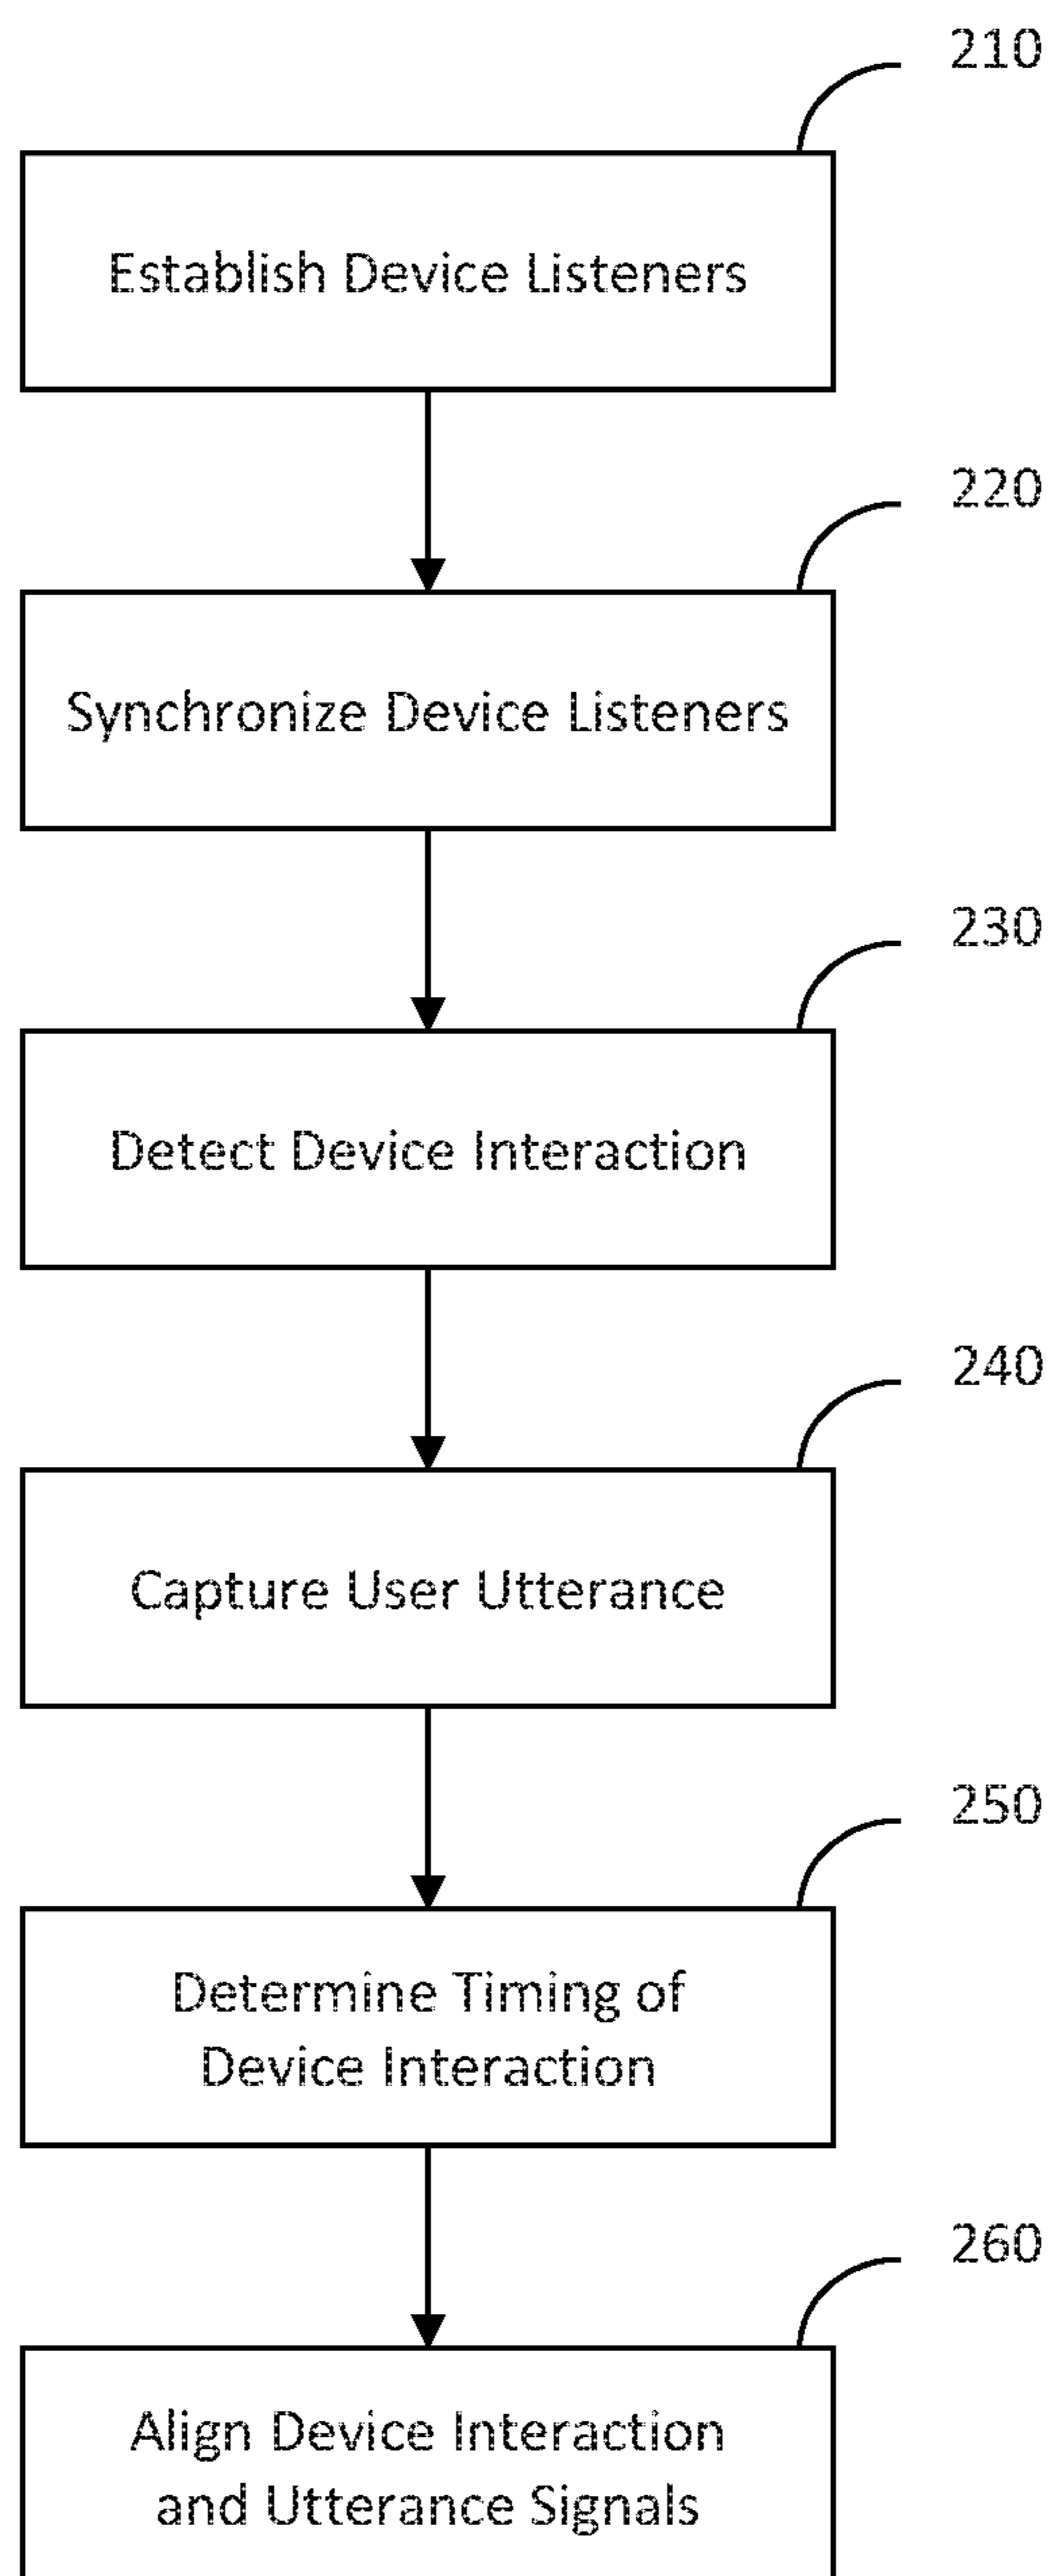 210
Establish Device Listeners
220
Synchronize Device Listeners
230
Detect Device Interaction
240
Capture User Utterance
250
Determine Timing of
Device Interaction
260
Align Device Interaction
and Utterance Signals